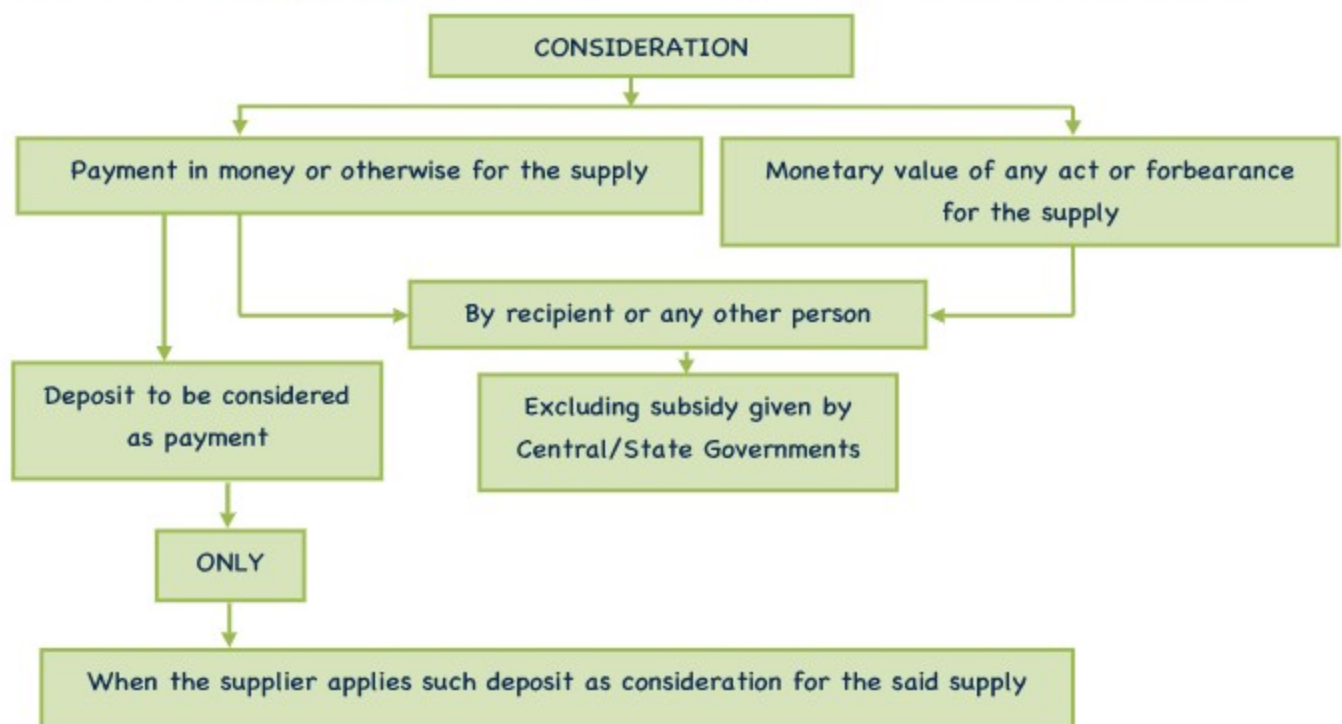 CONSIDERATION
Payment in money or otherwise for the supply
Monetary value of any act or forbearance
for the supply
By recipient or any other person
Deposit to be considered
as payment
Excluding subsidy given by
Central/State Governments
ONLY
When the supplier applies such deposit as consideration for the said supply